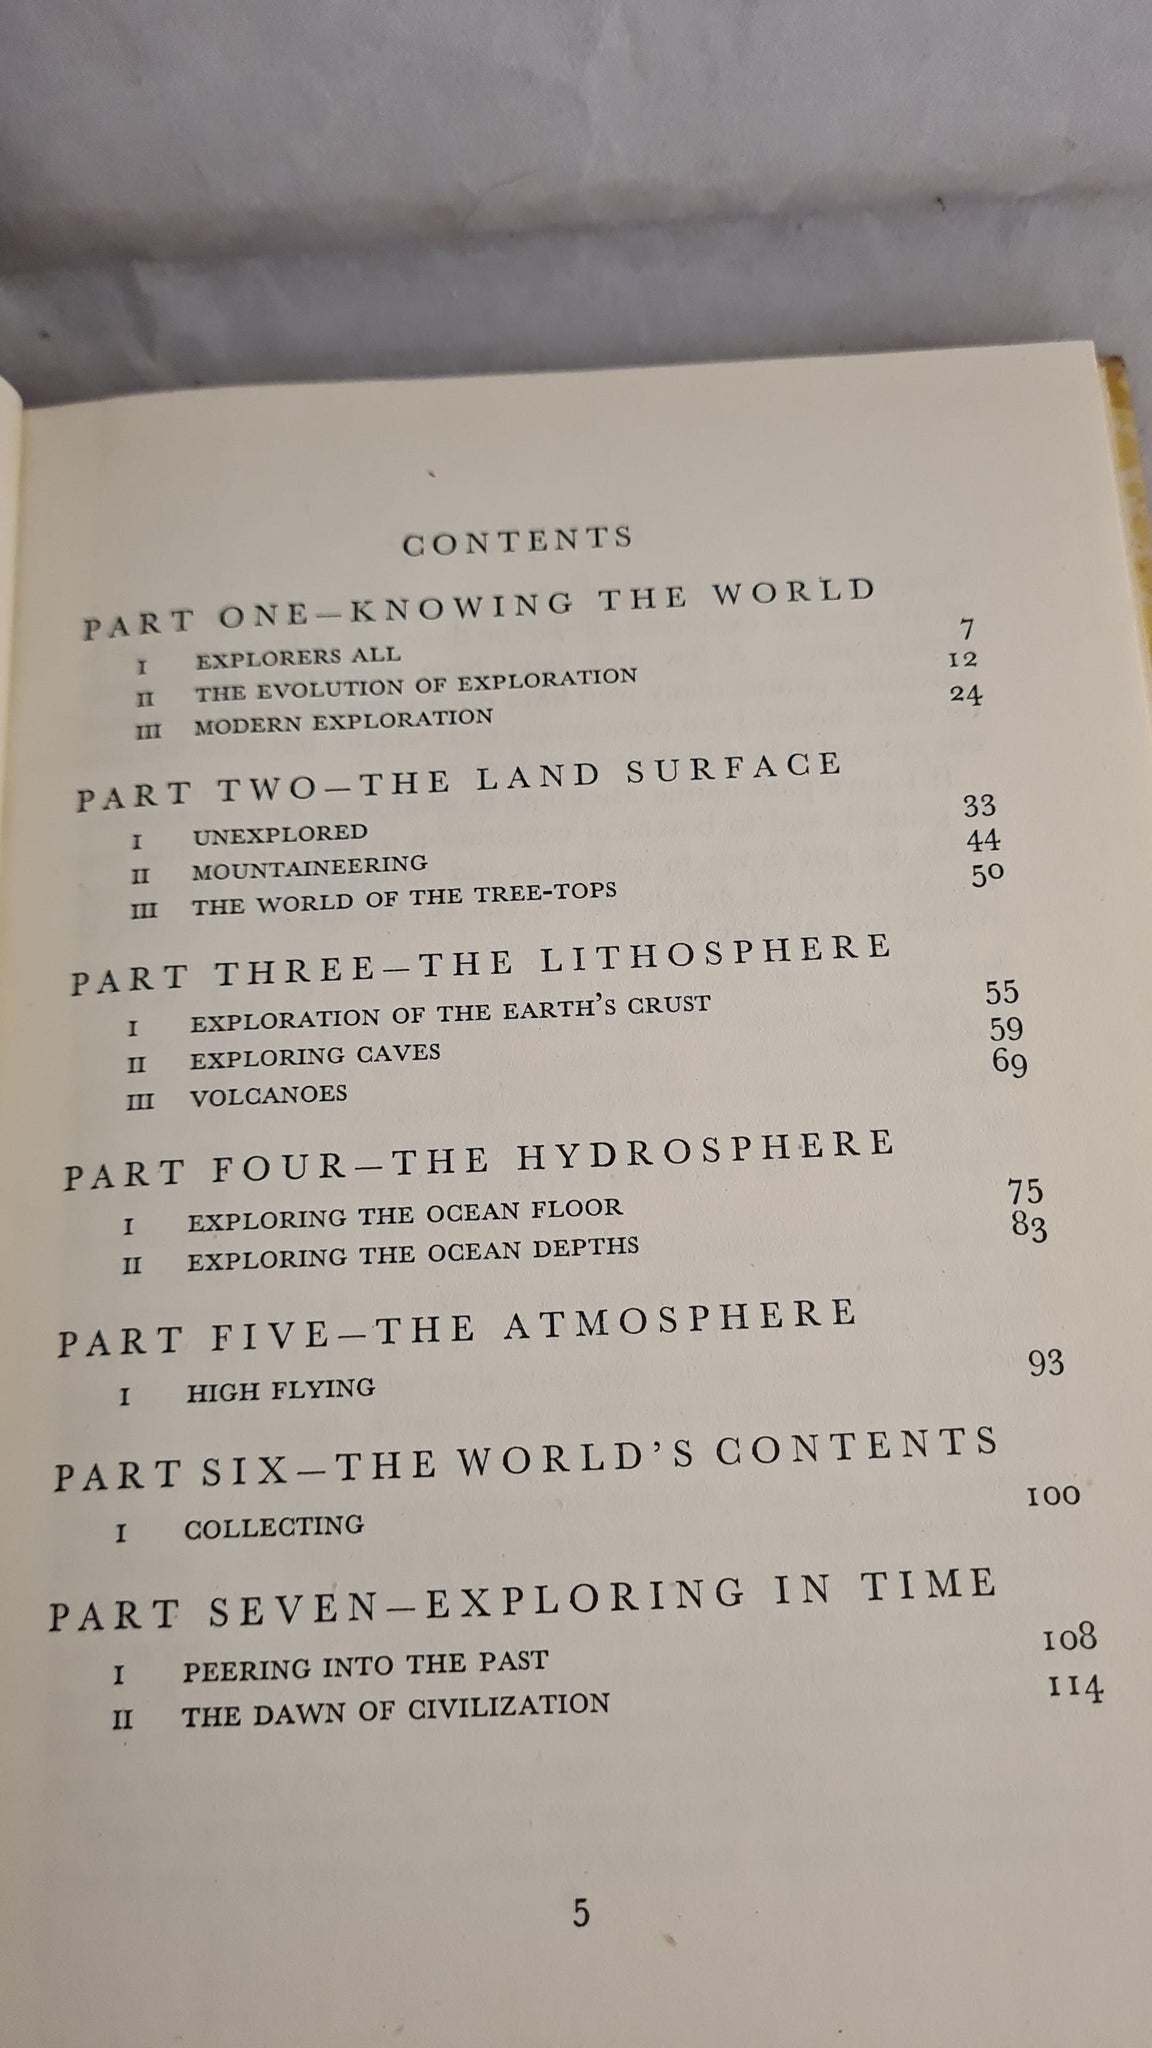 CONTENTS
PART ONE—KNOWING THE WORLD
I EXPLORERS ALL 7
II THE EVOLUTION OF EXPLORATION 12
III MODERN EXPLORATION 24
PART TWO—THE LAND SURFACE
I UNEXPLORED 33
II MOUNTAINEERING 44
III THE WORLD OF THE TREE-TOPS 50
PART THREE—THE LITHOSPHERE
I EXPLORATION OF THE EARTH'S CRUST 55
II EXPLORING CAVES 59
III VOLCANOES 69
PART FOUR—THE HYDROSPHERE
I EXPLORING THE OCEAN FLOOR 75
II EXPLORING THE OCEAN DEPTHS 83
PART FIVE—THE ATMOSPHERE
I HIGH FLYING 93
PART SIX—THE WORLD'S CONTENTS
I COLLECTING 100
PART SEVEN—EXPLORING IN TIME
I PEERING INTO THE PAST 108
II THE DAWN OF CIVILIZATION 114
5